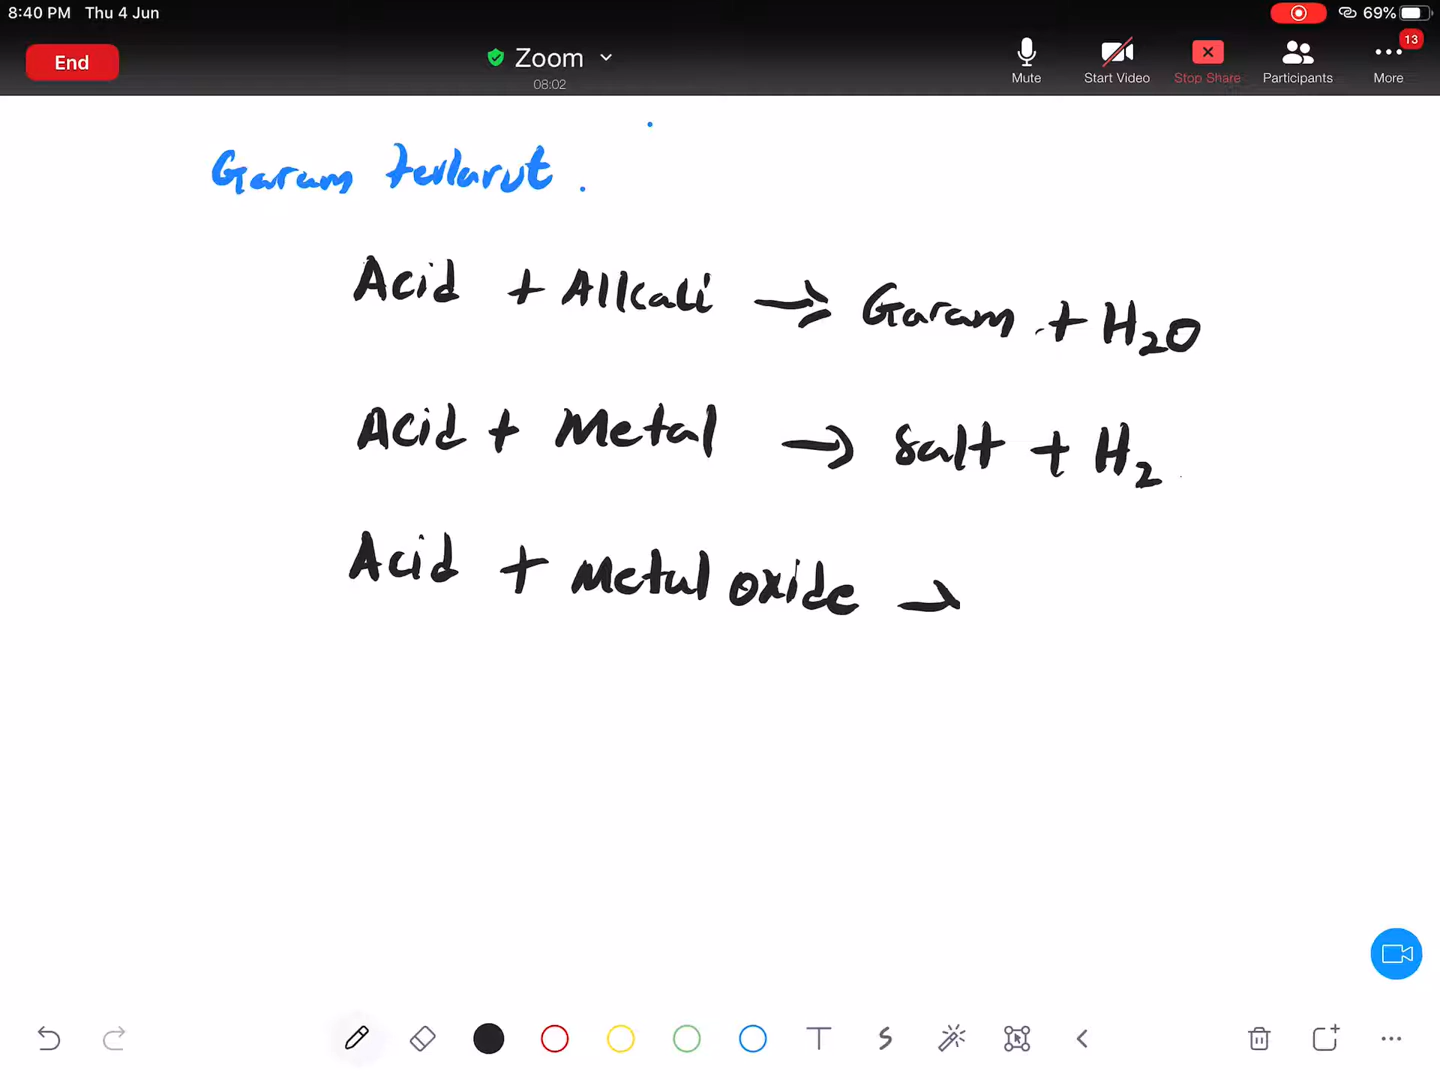 8:40 PM Thu 4 Jun 69%
End Zoom 13
08:02 Mute Start Video Stop Share Participants More
Garam terlarut .
Acid + Alkali → Garam + H₂O
Acid + Metal → Salt + H₂
Acid + Metal oxide →
T